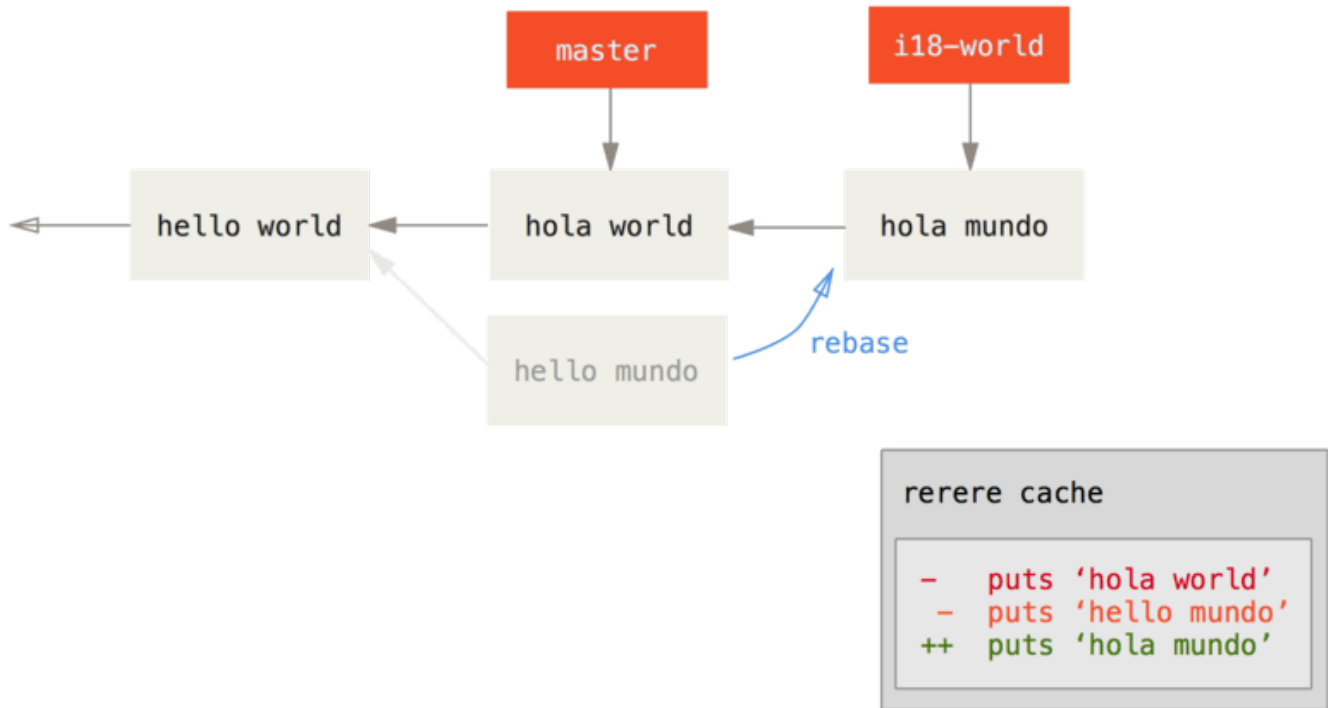 master
i18-world
hello world
hola world
hola mundo
hello mundo
rebase
rerere cache
-   puts ‘hola world’
 -  puts ‘hello mundo’
++  puts ‘hola mundo’